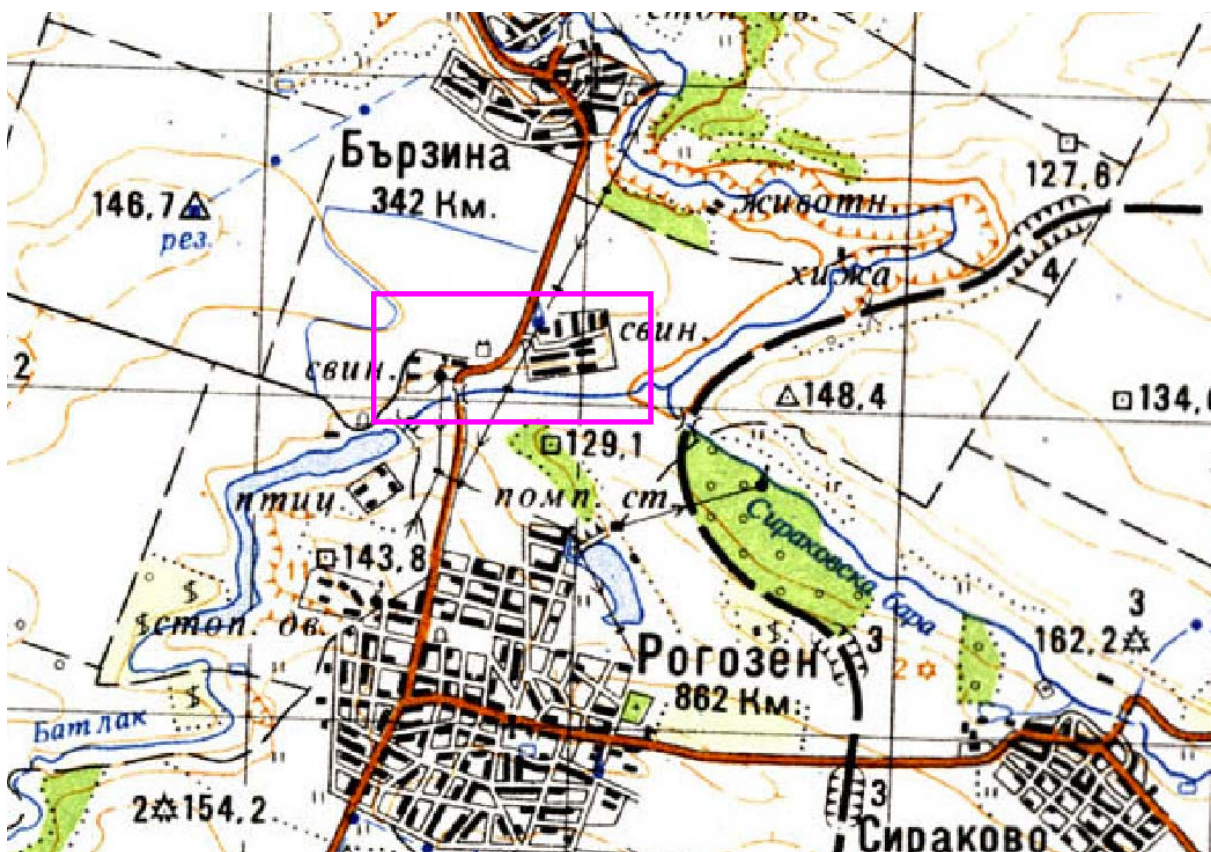 стоп. дв.
Бързина
342 Км.
127,6
146,7
рез.
животн.
хижа
4
свин.
свин.
2
148,4
134,
129,1
птиц.
помп. ст.
Сираковска бара
143,8
3
стоп. дв.
162,2
3
Рогозен
2
862 Км.
Батлак
2
154,2
3
Сираково